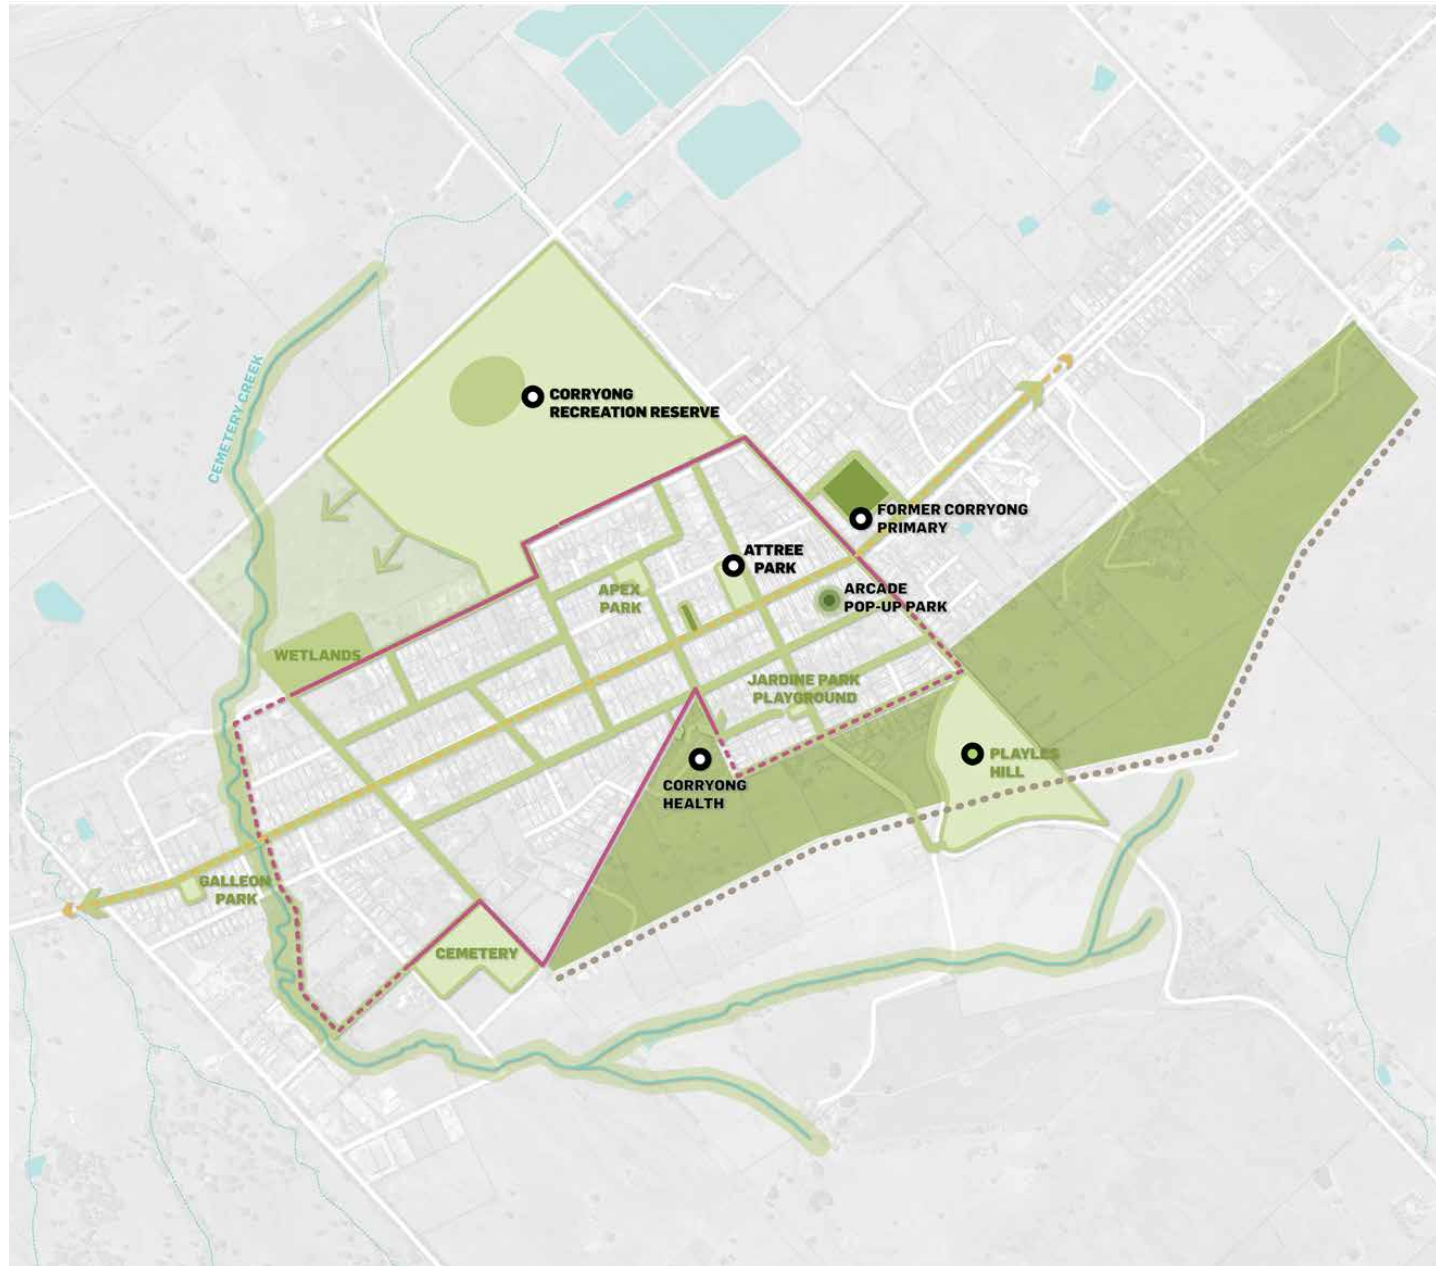 CEMETERY CREEK
CORRYONG
RECREATION RESERVE
FORMER CORRYONG
PRIMARY
ATTREE
PARK
APEX
PARK
ARCADE
POP-UP PARK
WETLANDS
JARDINE PARK
PLAYGROUND
PLAYLES
HILL
CORRYONG
HEALTH
GALLEON
PARK
CEMETERY